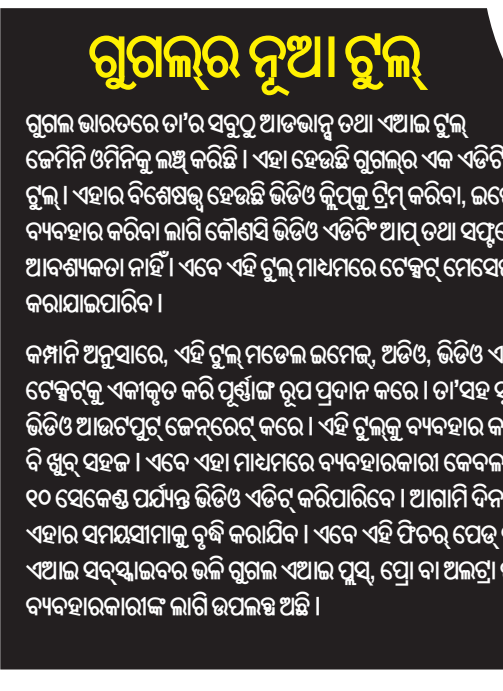 ଗୁଗଲ୍‌ର ନୂଆ ଟୁଲ୍
ଗୁଗଲ ଭାରତରେ ତା'ର ସବୁଠୁ ଆଡଭାନ୍ସ ତଥା ଏଆଇ ଟୁଲ୍
ଜେମିନି ଓମିନିକୁ ଲଞ୍ଚ୍ କରିଛି । ଏହା ହେଉଛି ଗୁଗଲ୍‌ର ଏକ
ଟୁଲ୍ । ଏହାର ବିଶେଷତ୍ତ୍ୱ ହେଉଛି ଭିଡିଓ କ୍ଲିପ୍‌କୁ ଟ୍ରିମ୍ କରିବା,
ବ୍ୟବହାର କରିବା ଲାଗି କୌଣସି ଭିଡିଓ ଏଡିଟିଂ ଆପ୍ ତଥା
ଆବଶ୍ୟକତା ନାହିଁ । ଏବେ ଏହି ଟୁଲ୍ ମାଧ୍ୟମରେ ଟେକ୍ସଟ୍
କରାଯାଇପାରିବ ।
କମ୍ପାନି ଅନୁସାରେ, ଏହି ଟୁଲ୍ ମଡେଲ ଇମେଜ୍, ଅଡିଓ, ଭିଡିଓ
ଟେକ୍ସଟ୍‌କୁ ଏକୀକୃତ କରି ପୂର୍ଣ୍ଣାଙ୍ଗ ରୂପ ପ୍ରଦାନ କରେ । ତା'ସହ
ଭିଡିଓ ଆଉଟପୁଟ୍ ଜେନ୍‌ରେଟ୍ କରେ । ଏହି ଟୁଲ୍‌କୁ ବ୍ୟବହାର
ବି ଖୁବ୍ ସହଜ । ଏବେ ଏହା ମାଧ୍ୟମରେ ବ୍ୟବହାରକାରୀ କେବଳ
୧୦ ସେକେଣ୍ଡ ପର୍ଯ୍ୟନ୍ତ ଭିଡିଓ ଏଡିଟ୍ କରିପାରିବେ । ଆଗାମି
ଏହାର ସମୟସୀମାକୁ ବୃଦ୍ଧି କରାଯିବ । ଏବେ ଏହି ଫିଚର୍ ପେଡ୍
ଏଆଇ ସବ୍‌ସ୍କ୍ରାଇବର ଭଳି ଗୁଗଲ ଏଆଇ ପ୍ଲସ୍, ପ୍ରୋ ବା ଅଲଟ୍ରା
ବ୍ୟବହାରକାରୀଙ୍କ ଲାଗି ଉପଲବ୍ଧ ଅଛି ।